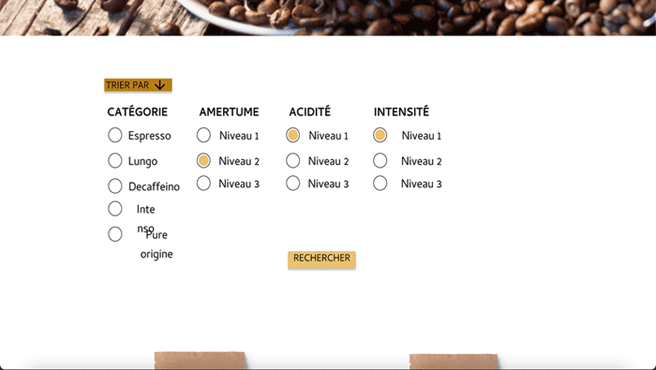 TRIER PAR
CATÉGORIE AMERTUME ACIDITÉ INTENSITÉ
Espresso Niveau 1 Niveau 1 Niveau 1
Lungo Niveau 2 Niveau 2 Niveau 2
Decaffeino Niveau 3 Niveau 3 Niveau 3
Inte
nso
Pure
origine
RECHERCHER